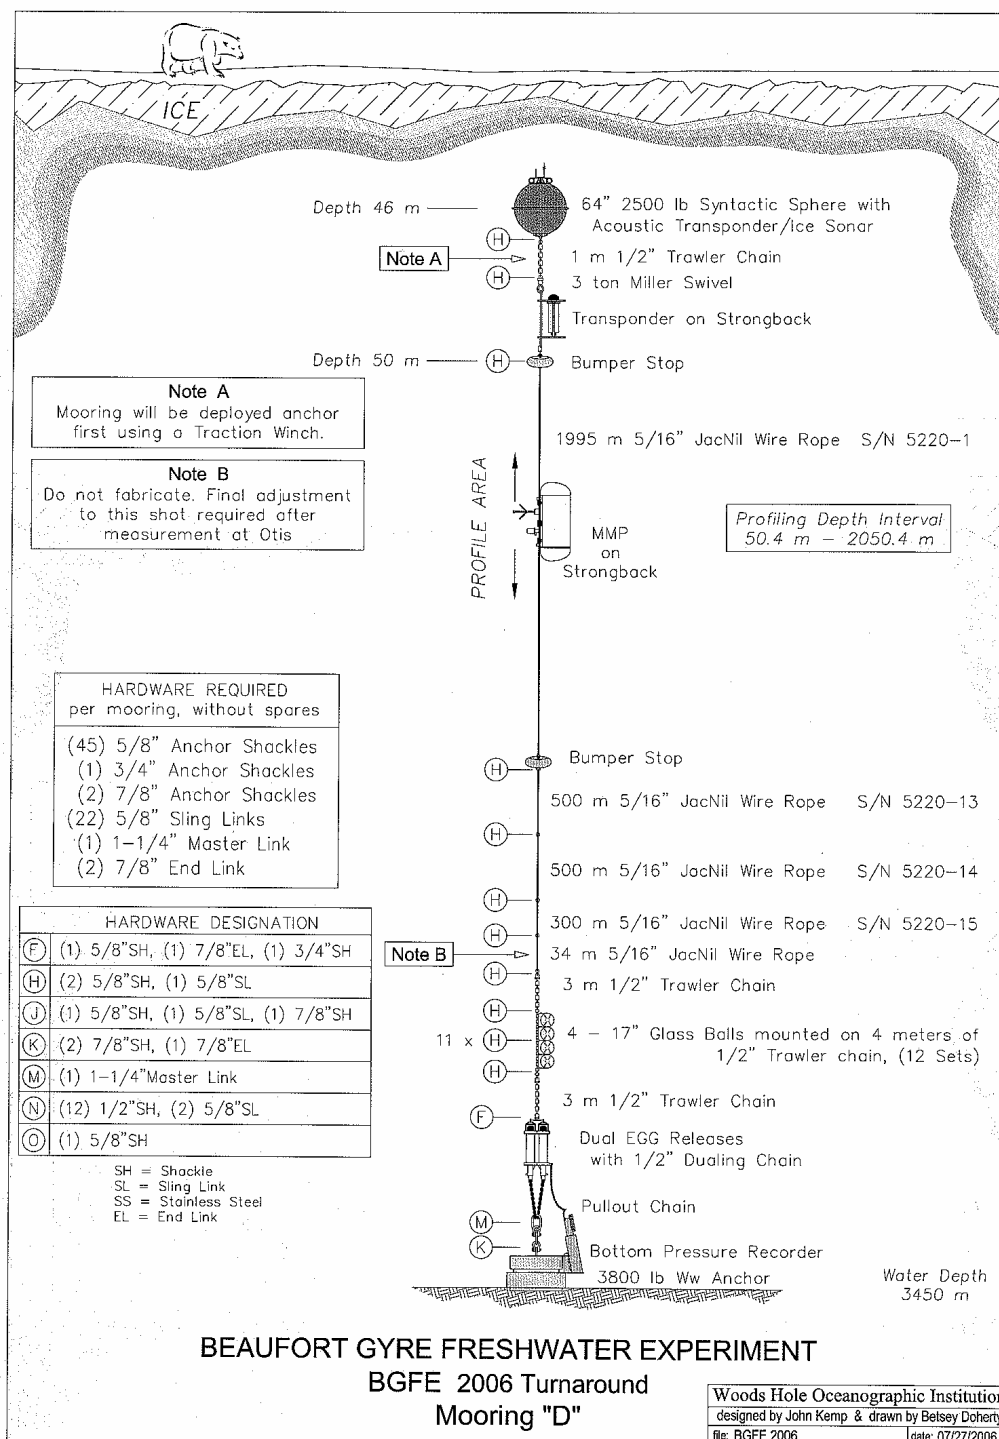 ICE
Depth 46 m
64" 2500 lb Syntactic Sphere with
Acoustic Transponder/Ice Sonar
H
Note A
1 m 1/2" Trawler Chain
H
3 ton Miller Swivel
Transponder on Strongback
Depth 50 m
H
Bumper Stop
Note A
Mooring will be deployed anchor
first using a Traction Winch.
1995 m 5/16" JacNil Wire Rope S/N 5220-1
Note B
Do not fabricate. Final adjustment
to this shot required after
measurement at Otis
PROFILE AREA
MMP
on
Strongback
Profiling Depth Interval
50.4 m - 2050.4 m
HARDWARE REQUIRED
per mooring, without spares
(45) 5/8" Anchor Shackles
(1) 3/4" Anchor Shackles
(2) 7/8" Anchor Shackles
(22) 5/8" Sling Links
(1) 1-1/4" Master Link
(2) 7/8" End Link
H
Bumper Stop
500 m 5/16" JacNil Wire Rope S/N 5220-13
H
500 m 5/16" JacNil Wire Rope S/N 5220-14
H
300 m 5/16" JacNil Wire Rope S/N 5220-15
H
Note B
34 m 5/16" JacNil Wire Rope
H
3 m 1/2" Trawler Chain
H
11 x H
4 - 17" Glass Balls mounted on 4 meters of
1/2" Trawler chain, (12 Sets)
H
3 m 1/2" Trawler Chain
F
Dual EGG Releases
with 1/2" Dualing Chain
Pullout Chain
M
K
Bottom Pressure Recorder
3800 lb Ww Anchor
Water Depth
3450 m
HARDWARE DESIGNATION
F (1) 5/8"SH, (1) 7/8"EL, (1) 3/4"SH
H (2) 5/8"SH, (1) 5/8"SL
J (1) 5/8"SH, (1) 5/8"SL, (1) 7/8"SH
K (2) 7/8"SH, (1) 7/8"EL
M (1) 1-1/4"Master Link
N (12) 1/2"SH, (2) 5/8"SL
O (1) 5/8"SH
SH = Shackle
SL = Sling Link
SS = Stainless Steel
EL = End Link
BEAUFORT GYRE FRESHWATER EXPERIMENT
BGFE 2006 Turnaround
Mooring "D"
Woods Hole Oceanographic Institution
designed by John Kemp & drawn by Betsey Doherty
file: BGFE 2006 date: 07/27/2006